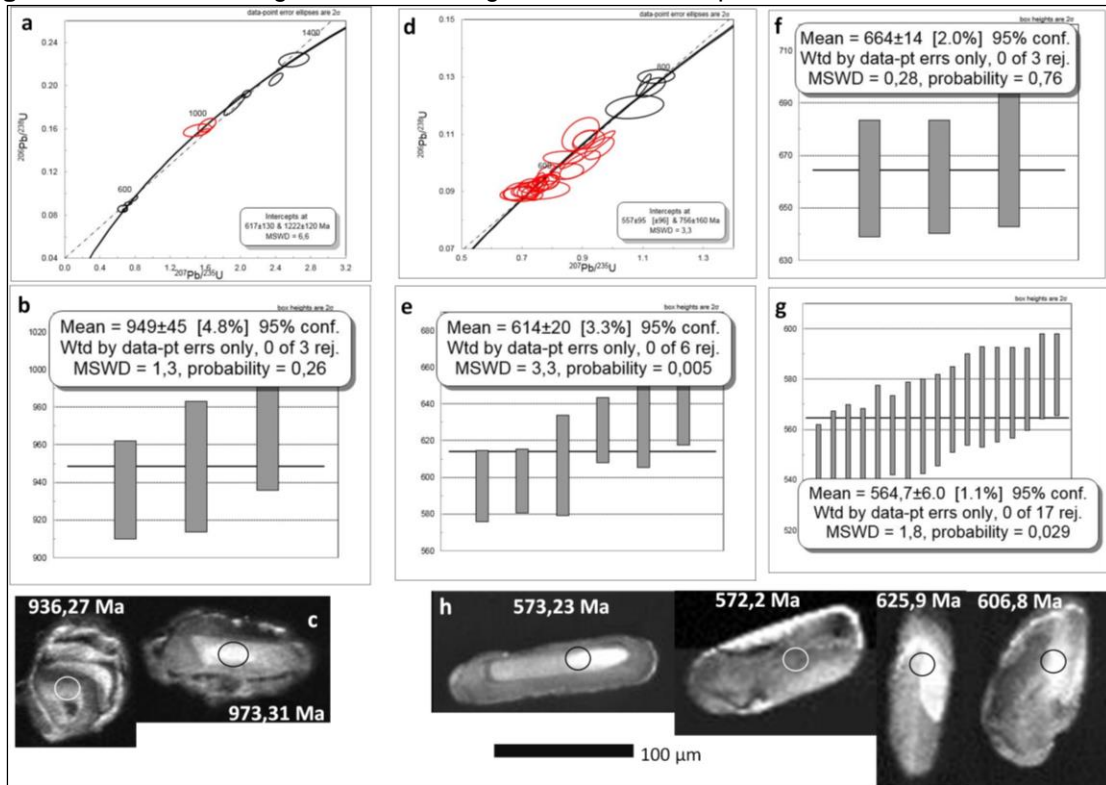 a
data-point error ellipses are 2σ
1400
1000
600
0.24
0.20
0.16
0.12
0.08
0.04
0.0
0.4
0.8
1.2
1.6
2.0
2.4
2.8
3.2
206Pb/238U
207Pb/235U
Intercepts at
617±130 & 1222±120 Ma
MSWD = 6,6
d
data-point error ellipses are 2σ
800
600
0.15
0.13
0.11
0.09
0.07
0.5
0.7
0.9
1.1
1.3
206Pb/238U
207Pb/235U
Intercepts at
557±95 [±96] & 756±160 Ma
MSWD = 3,3
f
box heights are 2σ
Mean = 664±14 [2.0%] 95% conf.
Wtd by data-pt errs only, 0 of 3 rej.
MSWD = 0,28, probability = 0,76
710
690
670
650
630
b
box heights are 2σ
Mean = 949±45 [4.8%] 95% conf.
Wtd by data-pt errs only, 0 of 3 rej.
MSWD = 1,3, probability = 0,26
1020
1000
980
960
940
920
900
e
box heights are 2σ
Mean = 614±20 [3.3%] 95% conf.
Wtd by data-pt errs only, 0 of 6 rej.
MSWD = 3,3, probability = 0,005
680
660
640
620
600
580
560
g
box heights are 2σ
600
580
560
540
520
Mean = 564,7±6.0 [1.1%] 95% conf.
Wtd by data-pt errs only, 0 of 17 rej.
MSWD = 1,8, probability = 0,029
936,27 Ma
c
973,31 Ma
h
573,23 Ma
572,2 Ma
625,9 Ma
606,8 Ma
100 µm